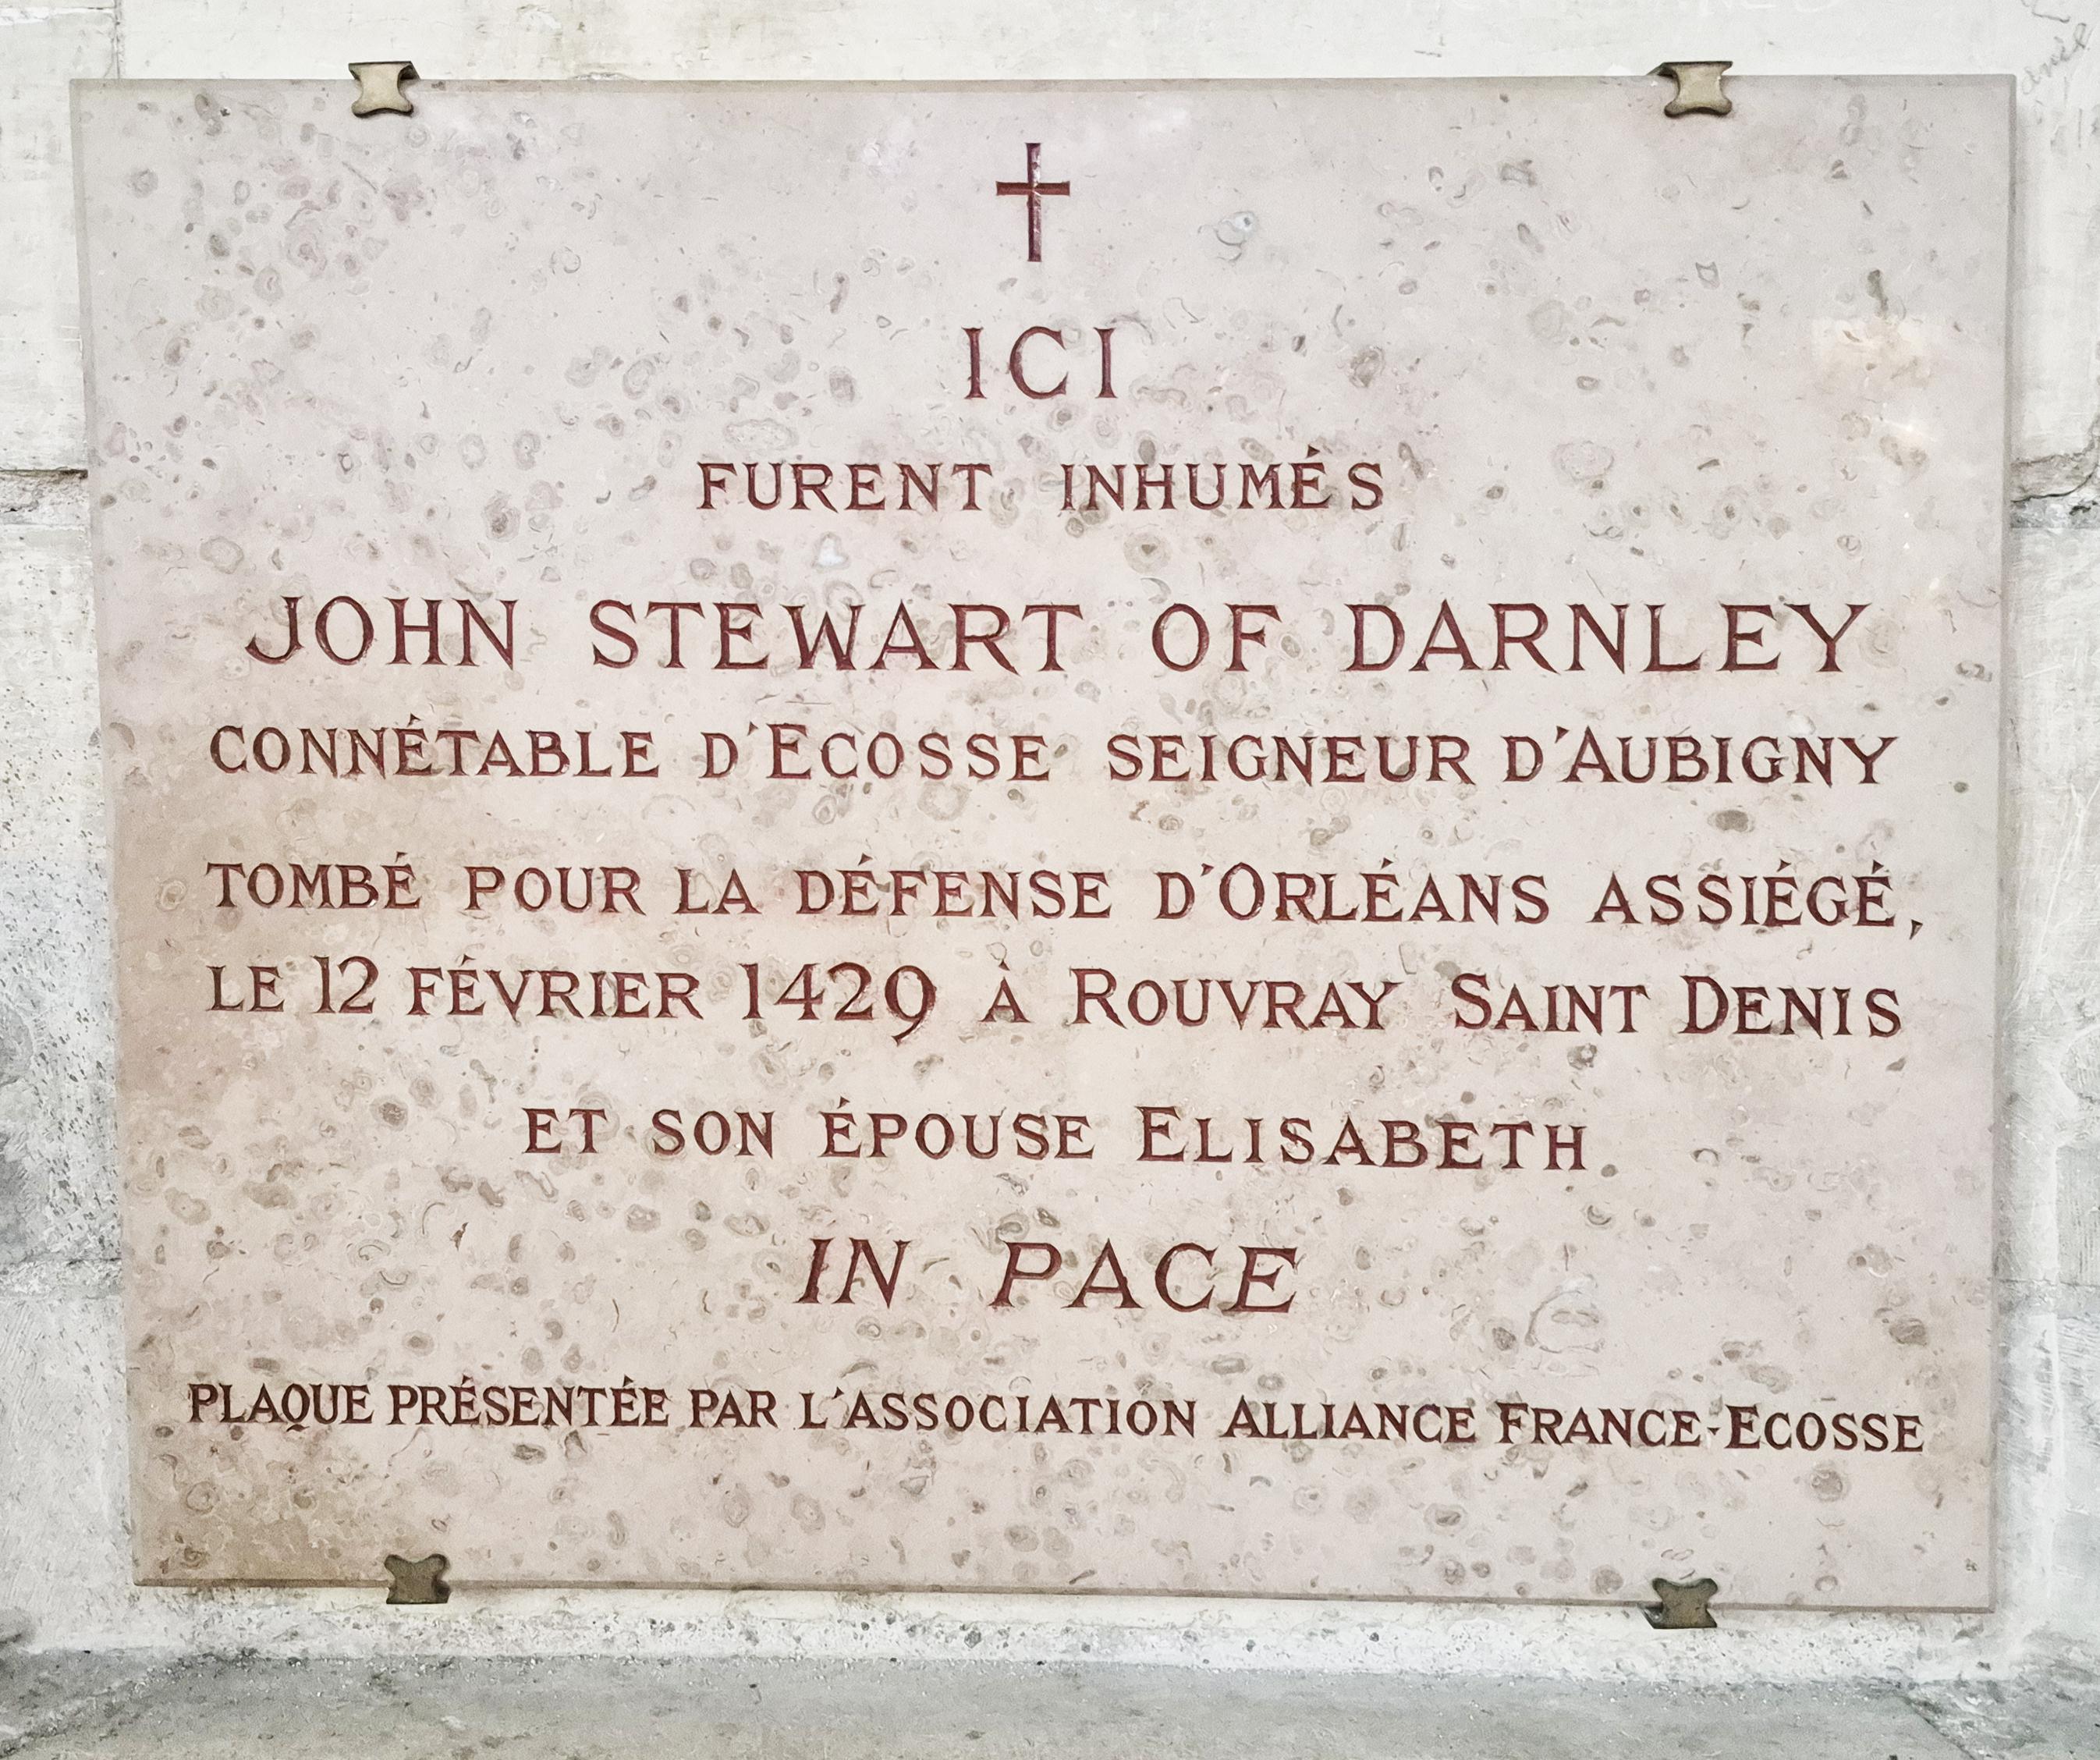 ICI
FURENT INHUMÉS
JOHN STEWART OF DARNLEY
CONNÉTABLE D'ECOSSE SEIGNEUR D'AUBIGNY
TOMBÉ POUR LA DÉFENSE D'ORLÉANS ASSIÉGÉ,
LE 12 FÉVRIER 1429 À ROUVRAY SAINT DENIS
ET SON ÉPOUSE ELISABETH
IN PACE
PLAQUE PRÉSENTÉE PAR L'ASSOCIATION ALLIANCE FRANCE-ECOSSE